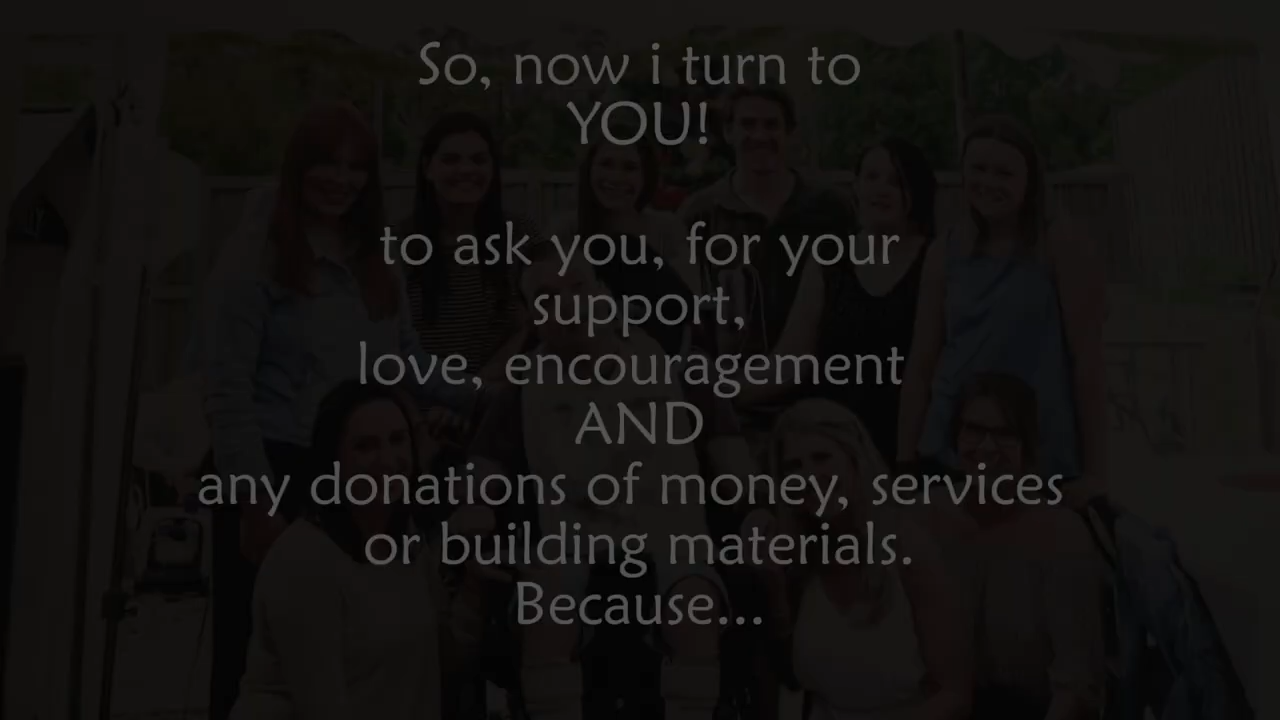 So, now i turn to
YOU!
to ask you, for your
support,
love, encouragement
AND
any donations of money, services
or building materials.
Because...